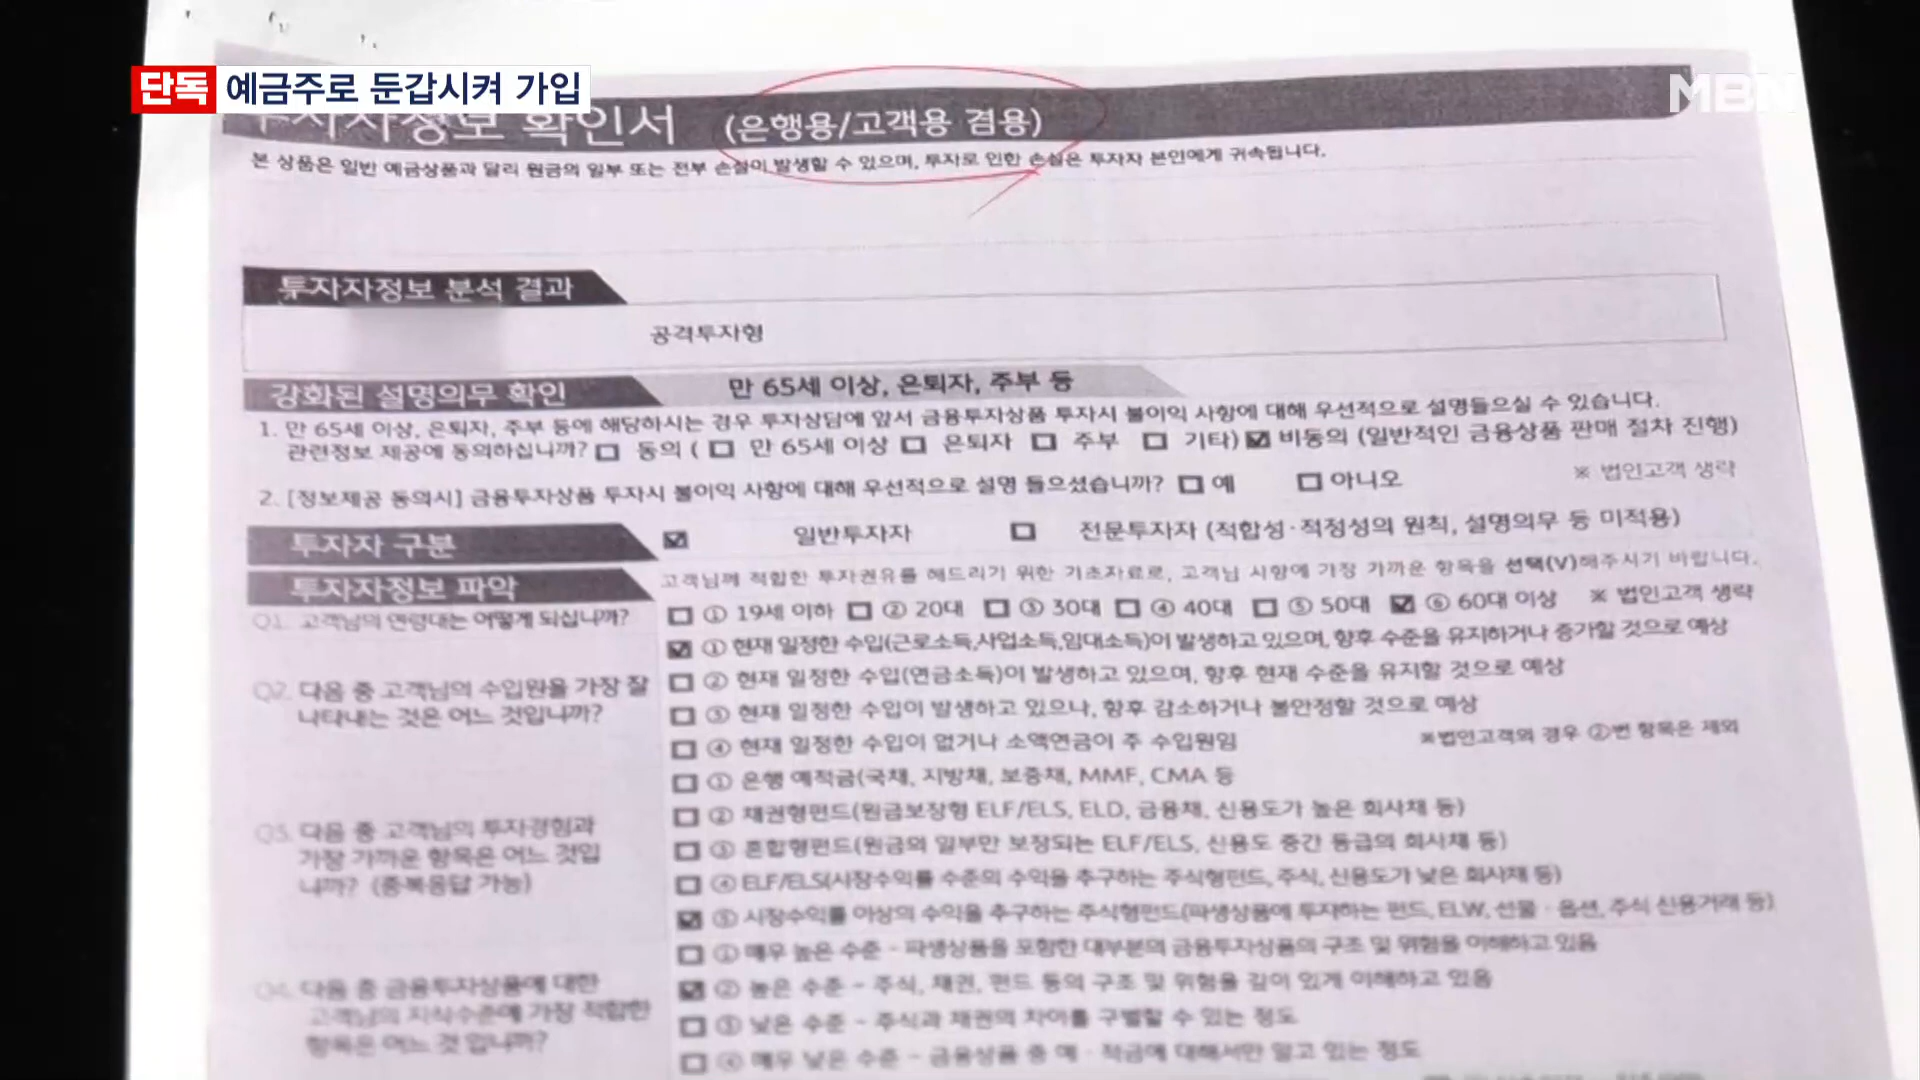 단독 예금주로 둔갑시켜 가입
MBN
투자자정보 확인서 (은행용/고객용 겸용)
본 상품은 일반 예금상품과 달리 원금의 일부 또는 전부 손실이 발생할 수 있으며, 투자로 인한 손실은 투자자 본인에게 귀속됩니다.
투자자정보 분석 결과
공격투자형
강화된 설명의무 확인 만 65세 이상, 은퇴자, 주부 등
1. 만 65세 이상, 은퇴자, 주부 등에 해당하시는 경우 투자상담에 앞서 금융투자상품 투자시 불이익 사항에 대해 우선적으로 설명들으실 수 있습니다.
관련정보 제공에 동의하십니까? □ 동의 ( □ 만 65세 이상 □ 은퇴자 □ 주부 □ 기타) ☑ 비동의 (일반적인 금융상품 판매 절차 진행)
※ 법인고객 생략
2. [정보제공 동의시] 금융투자상품 투자시 불이익 사항에 대해 우선적으로 설명 들으셨습니까? □ 예 □ 아니오
투자자 구분 ☑ 일반투자자 □ 전문투자자 (적합성·적정성의 원칙, 설명의무 등 미적용)
투자자정보 파악 고객님께 적합한 투자권유를 해드리기 위한 기초자료로, 고객님 사항에 가장 가까운 항목을 선택(V)해주시기 바랍니다.
Q1. 고객님의 연령대는 어떻게 되십니까? □ ① 19세 이하 □ ② 20대 □ ③ 30대 □ ④ 40대 □ ⑤ 50대 ☑ ⑥ 60대 이상 ※ 법인고객 생략
Q2. 다음 중 고객님의 수입원을 가장 잘
나타내는 것은 어느 것입니까?
☑ ① 현재 일정한 수입(근로소득,사업소득,임대소득)이 발생하고 있으며, 향후 수준을 유지하거나 증가할 것으로 예상
□ ② 현재 일정한 수입(연금소득)이 발생하고 있으며, 향후 현재 수준을 유지할 것으로 예상
□ ③ 현재 일정한 수입이 발생하고 있으나, 향후 감소하거나 불안정할 것으로 예상
□ ④ 현재 일정한 수입이 없거나 소액연금이 주 수입원임 ※법인고객의 경우 ②번 항목은 제외
Q3. 다음 중 고객님의 투자경험과
가장 가까운 항목은 어느 것입
니까? (중복응답 가능)
□ ① 은행 예적금(국채, 지방채, 보증채, MMF, CMA 등
□ ② 채권형펀드(원금보장형 ELF/ELS, ELD, 금융채, 신용도가 높은 회사채 등)
□ ③ 혼합형펀드(원금의 일부만 보장되는 ELF/ELS, 신용도 중간 등급의 회사채 등)
□ ④ ELF/ELS(시장수익률 수준의 수익을 추구하는 주식형펀드, 주식, 신용도가 낮은 회사채 등)
☑ ⑤ 시장수익률 이상의 수익을 추구하는 주식형펀드(파생상품에 투자하는 펀드, ELW, 선물·옵션, 주식 신용거래 등)
Q4. 다음 중 금융투자상품에 대한
고객님의 지식수준에 가장 적합한
항목은 어느 것 입니까?
□ ① 매우 높은 수준 - 파생상품을 포함한 대부분의 금융투자상품의 구조 및 위험을 이해하고 있음
☑ ② 높은 수준 - 주식, 채권, 펀드 등의 구조 및 위험을 깊이 있게 이해하고 있음
□ ③ 낮은 수준 - 주식과 채권의 차이를 구별할 수 있는 정도
□ ④ 매우 낮은 수준 - 금융상품 중 예·적금에 대해서만 알고 있는 정도